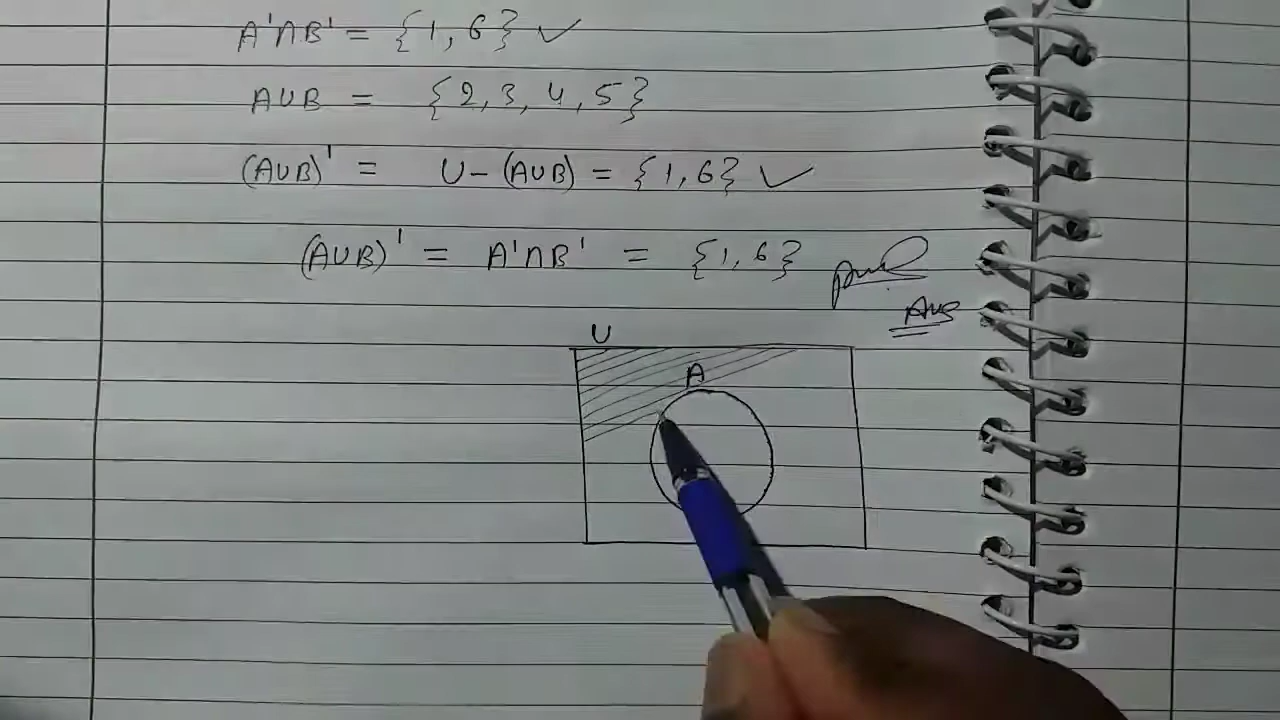 A'∩B' = {1, 6} ✓
A∪B = {2, 3, 4, 5}
(A∪B)' = U - (A∪B) = {1, 6} ✓
(A∪B)' = A'∩B' = {1, 6}
Ans
U
A